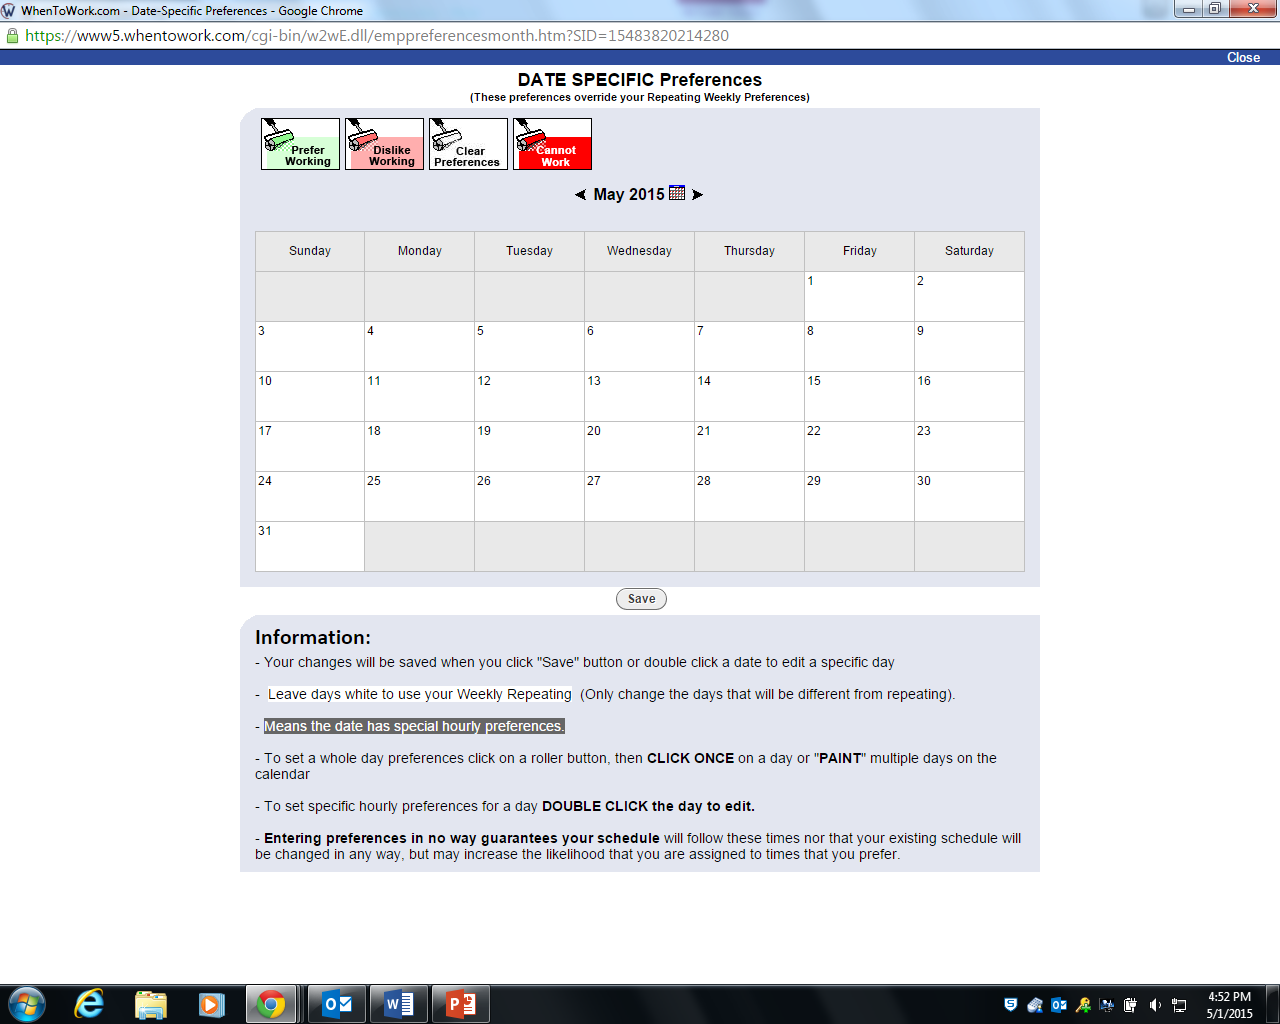 WhenToWork.com - Date-Specific Preferences - Google Chrome
https://www5.whentowork.com/cgi-bin/w2wE.dll/emppreferencesmonth.htm?SID=15483820214280
Close
DATE SPECIFIC Preferences
(These preferences override your Repeating Weekly Preferences)
Prefer Working
Dislike Working
Clear Preferences
Cannot Work
May 2015
Sunday Monday Tuesday Wednesday Thursday Friday Saturday
1 2
3 4 5 6 7 8 9
10 11 12 13 14 15 16
17 18 19 20 21 22 23
24 25 26 27 28 29 30
31
Save
Information:
- Your changes will be saved when you click "Save" button or double click a date to edit a specific day
- Leave days white to use your Weekly Repeating (Only change the days that will be different from repeating).
- Means the date has special hourly preferences.
- To set a whole day preferences click on a roller button, then CLICK ONCE on a day or "PAINT" multiple days on the
calendar
- To set specific hourly preferences for a day DOUBLE CLICK the day to edit.
- Entering preferences in no way guarantees your schedule will follow these times nor that your existing schedule will
be changed in any way, but may increase the likelihood that you are assigned to times that you prefer.
4:52 PM
5/1/2015